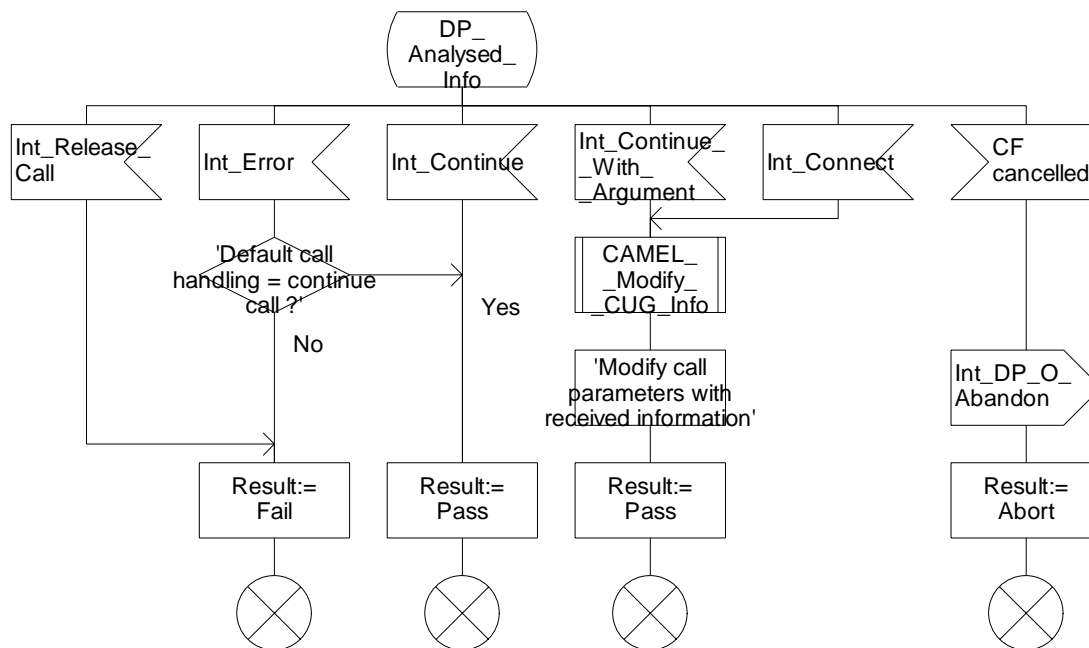 DP_
Analysed_
Info
Int_Release_
Call
Int_Error
Int_Continue
Int_Continue_
_With_
_Argument
Int_Connect
CF
cancelled
'Default call
handling = continue
call ?'
Yes
No
CAMEL_
_Modify_
_CUG_Info
'Modify call
parameters with
received information'
Int_DP_O_
Abandon
Result:=
Fail
Result:=
Pass
Result:=
Pass
Result:=
Abort